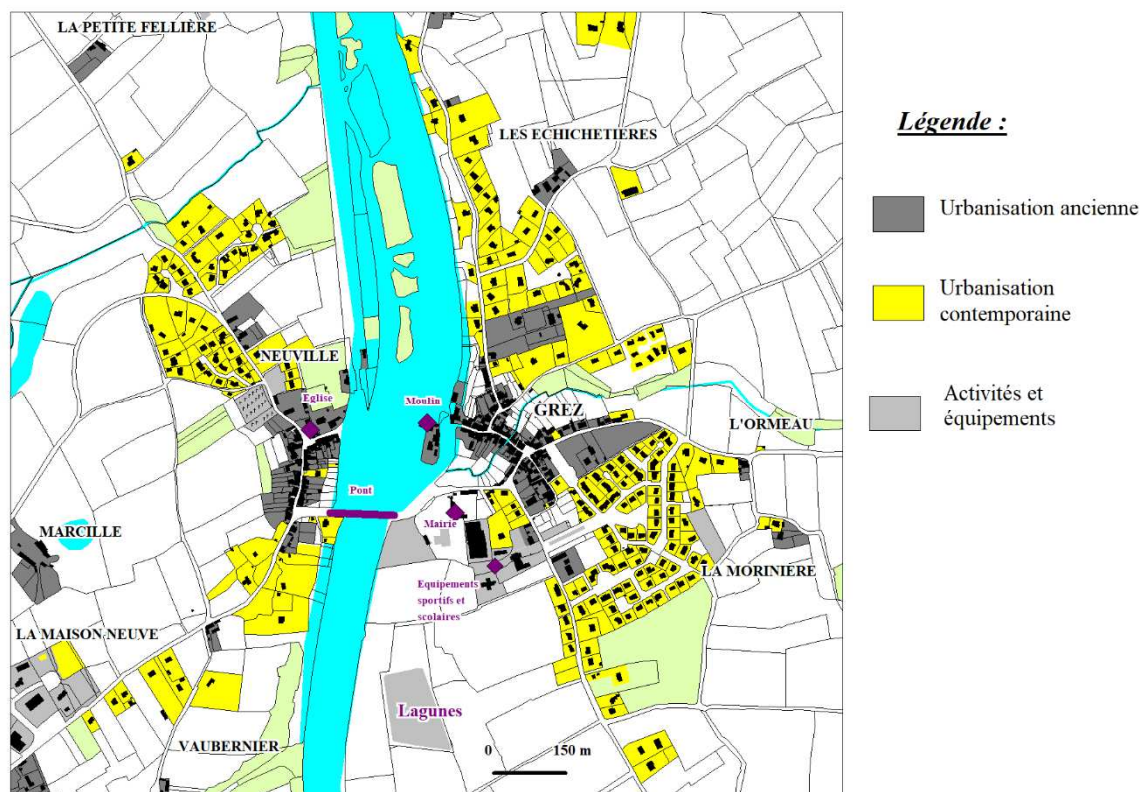 LA PETITE FELLIÈRE
LES ECHICHETIERES
NEUVILLE
Eglise
Moulin
GREZ
L'ORMEAU
Pont
Mairie
MARCILLE
Equipements
sportifs et
scolaires
LA MORINIERE
LA MAISON NEUVE
Lagunes
VAUBERNIER
0 150 m
Légende :
Urbanisation ancienne
Urbanisation
contemporaine
Activités et
équipements